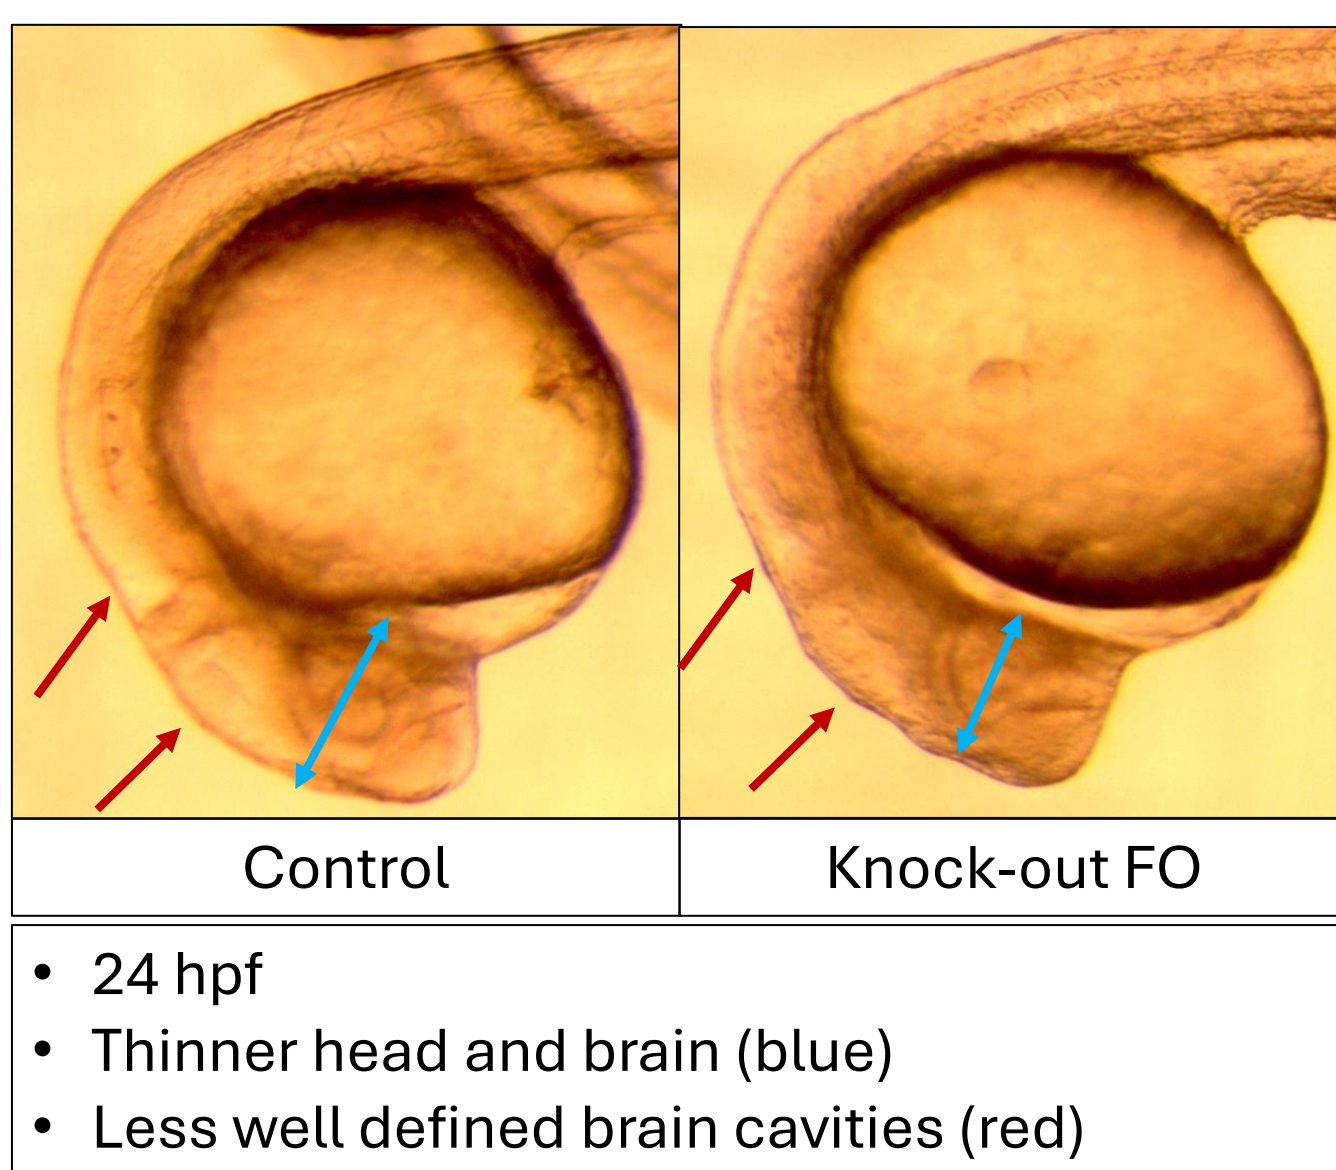 Control
Knock-out FO
• 24 hpf
• Thinner head and brain (blue)
• Less well defined brain cavities (red)